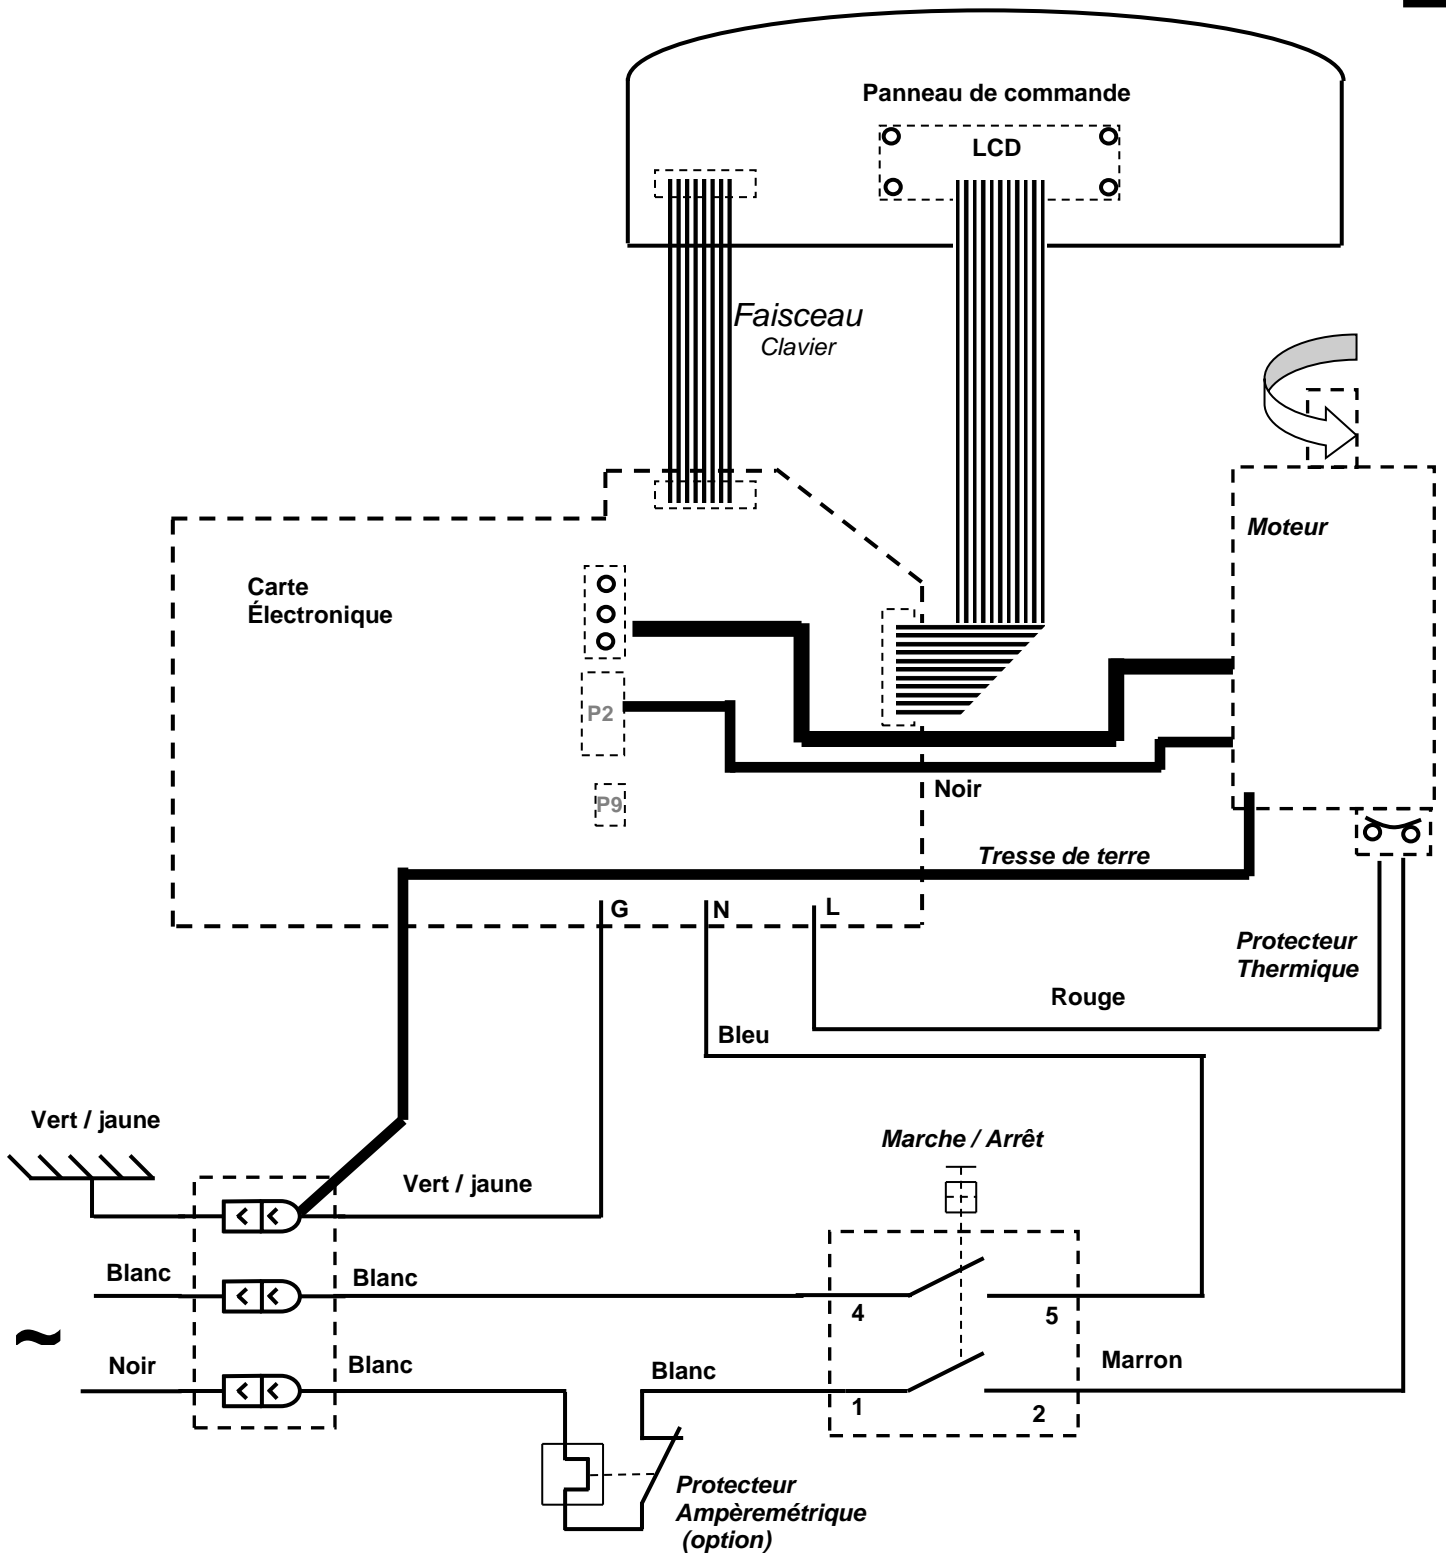 Panneau de commande
LCD
Faisceau
Clavier
Moteur
Carte
Électronique
P2
Noir
P9
Tresse de terre
G
N
L
Protecteur
Thermique
Rouge
Bleu
Vert / jaune
Marche / Arrêt
Vert / jaune
Blanc
Blanc
4
5
~
Noir
Blanc
Blanc
Marron
1
2
Protecteur
Ampèremétrique
(option)